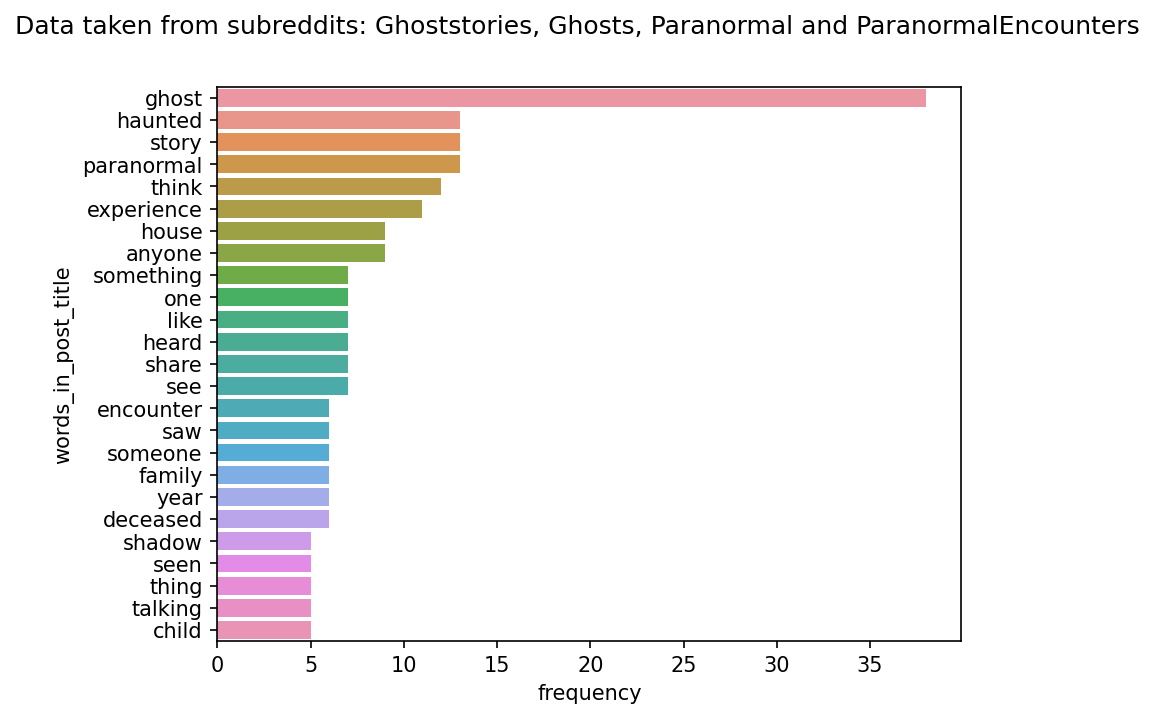 Data taken from subreddits: Ghoststories, Ghosts, Paranormal and ParanormalEncounters
words_in_post_title
ghost
haunted
story
paranormal
think
experience
house
anyone
something
one
like
heard
share
see
encounter
saw
someone
family
year
deceased
shadow
seen
thing
talking
child
0 5 10 15 20 25 30 35
frequency